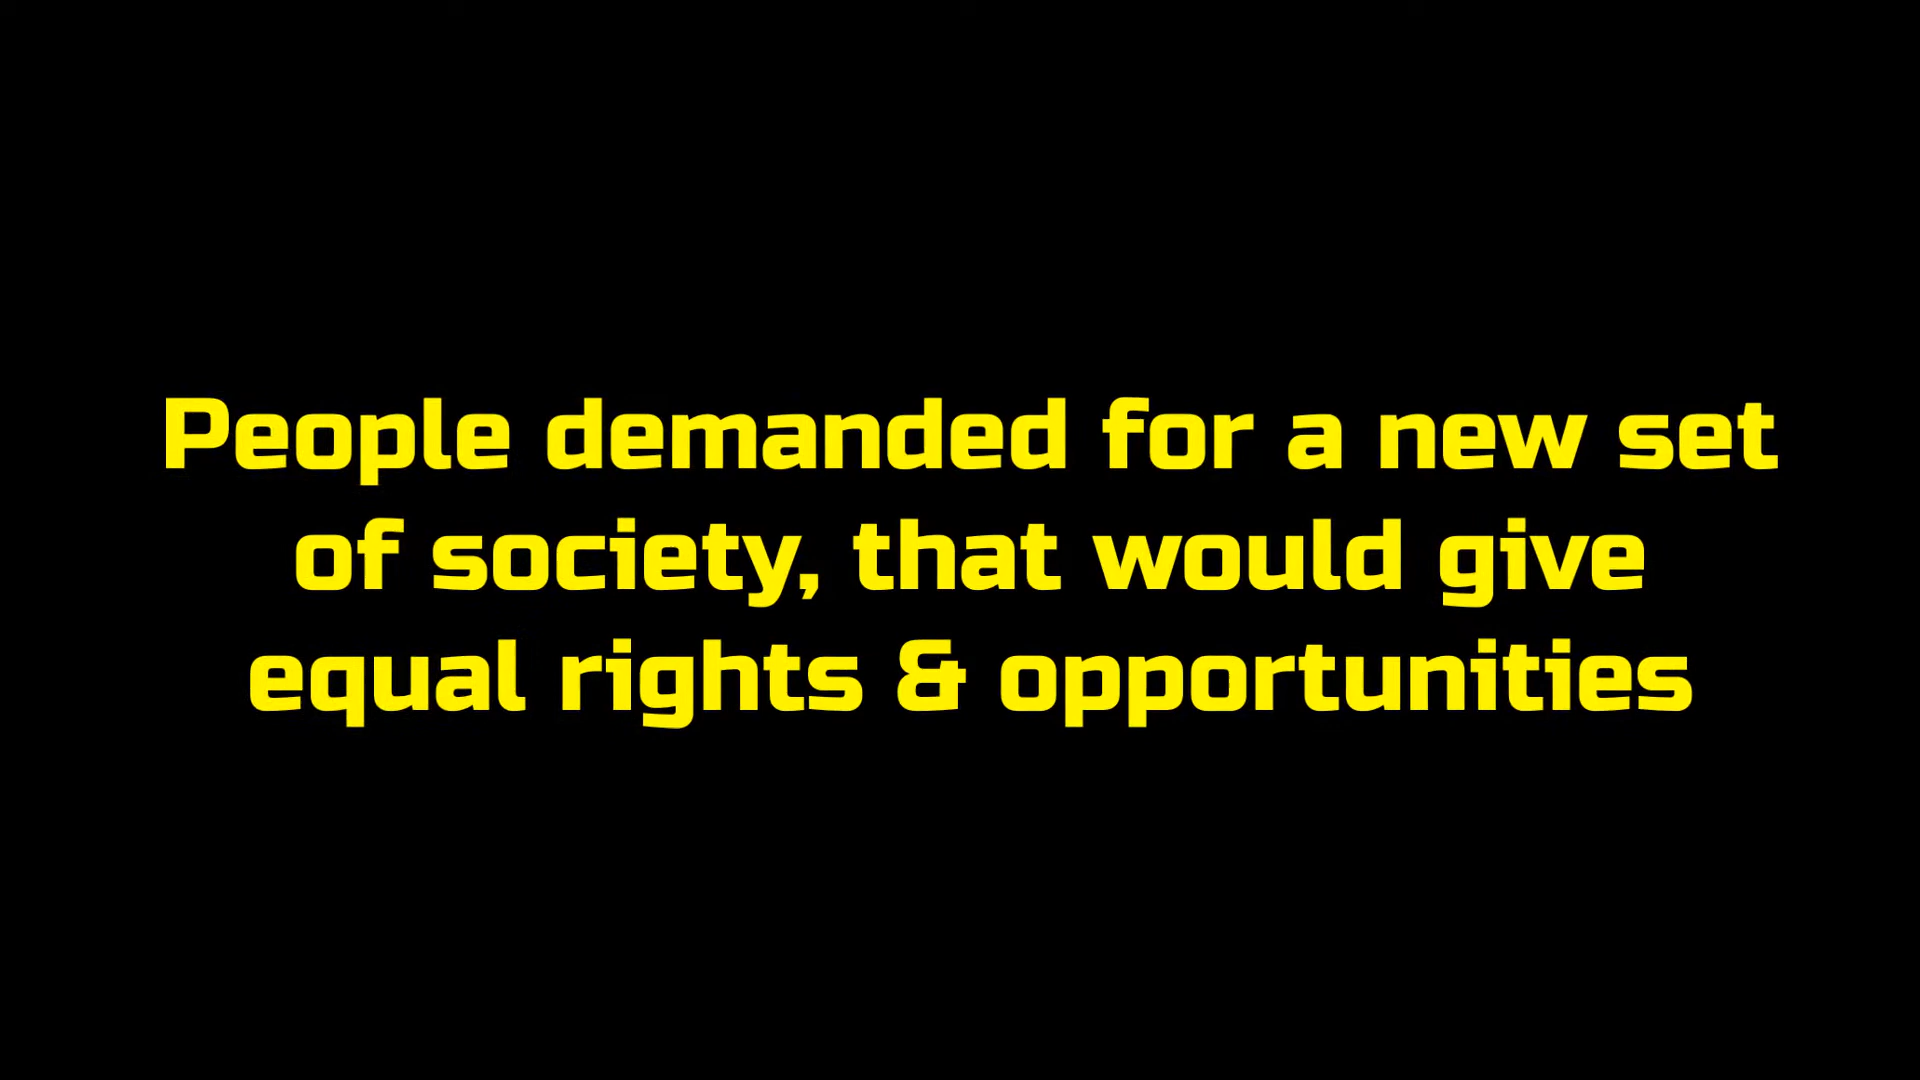 People demanded for a new set
of society, that would give
equal rights & opportunities